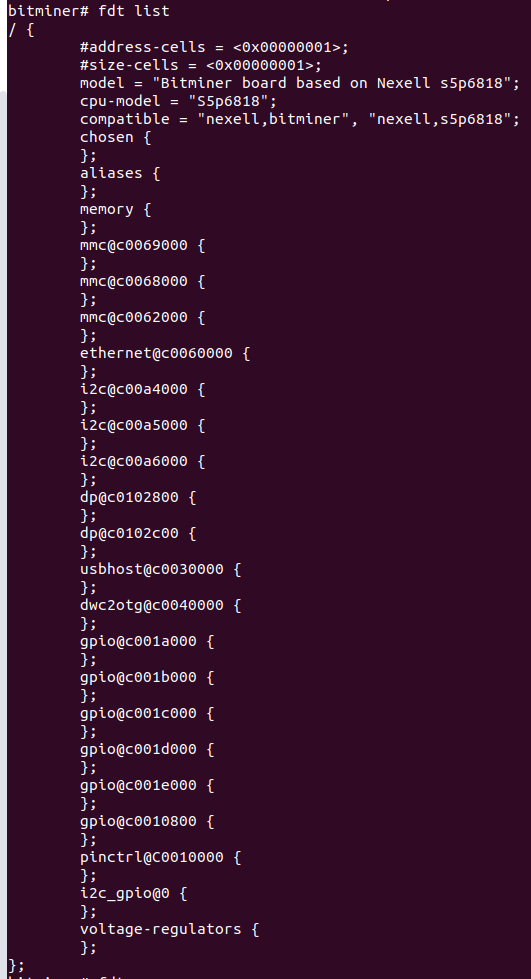 bitminer# fdt list
/ {
        #address-cells = <0x00000001>;
        #size-cells = <0x00000001>;
        model = "Bitminer board based on Nexell s5p6818";
        cpu-model = "S5p6818";
        compatible = "nexell,bitminer", "nexell,s5p6818";
        chosen {
        };
        aliases {
        };
        memory {
        };
        mmc@c0069000 {
        };
        mmc@c0068000 {
        };
        mmc@c0062000 {
        };
        ethernet@c0060000 {
        };
        i2c@c00a4000 {
        };
        i2c@c00a5000 {
        };
        i2c@c00a6000 {
        };
        dp@c0102800 {
        };
        dp@c0102c00 {
        };
        usbhost@c0030000 {
        };
        dwc2otg@c0040000 {
        };
        gpio@c001a000 {
        };
        gpio@c001b000 {
        };
        gpio@c001c000 {
        };
        gpio@c001d000 {
        };
        gpio@c001e000 {
        };
        gpio@c0010800 {
        };
        pinctrl@C0010000 {
        };
        i2c_gpio@0 {
        };
        voltage-regulators {
        };
};